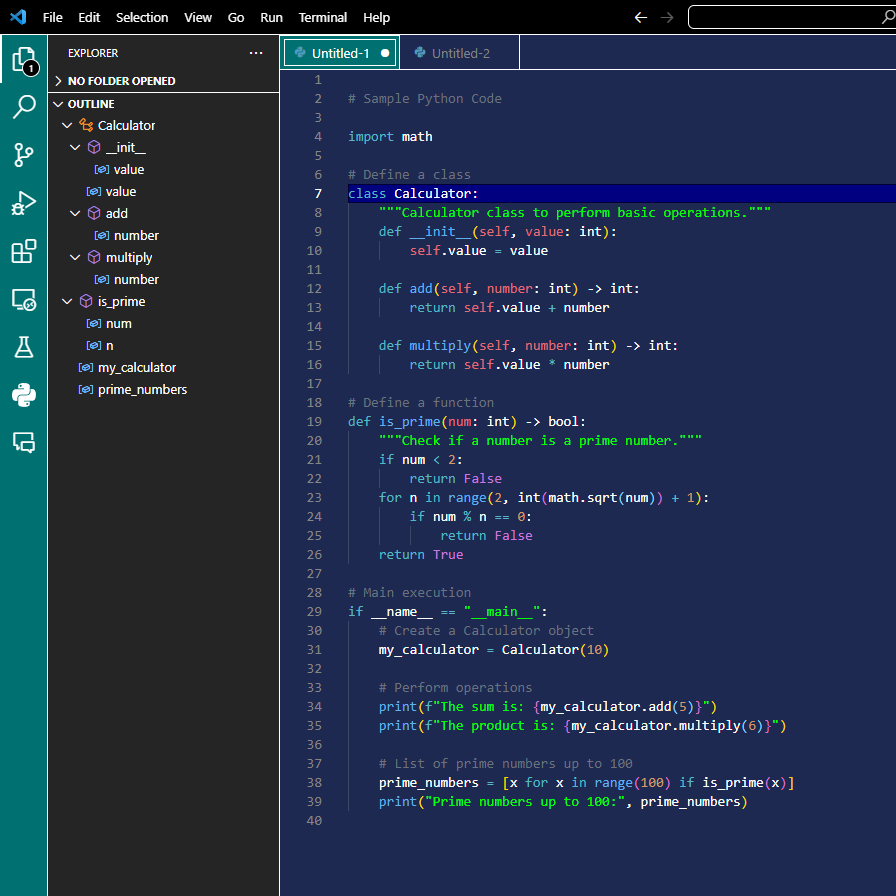 File Edit Selection View Go Run Terminal Help
EXPLORER ...
Untitled-1 Untitled-2
1
NO FOLDER OPENED
OUTLINE
Calculator
__init__
value
value
add
number
multiply
number
is_prime
num
n
my_calculator
prime_numbers
1
2 # Sample Python Code
3
4 import math
5
6 # Define a class
7 class Calculator:
8 """Calculator class to perform basic operations."""
9 def __init__(self, value: int):
10 self.value = value
11
12 def add(self, number: int) -> int:
13 return self.value + number
14
15 def multiply(self, number: int) -> int:
16 return self.value * number
17
18 # Define a function
19 def is_prime(num: int) -> bool:
20 """Check if a number is a prime number."""
21 if num < 2:
22 return False
23 for n in range(2, int(math.sqrt(num)) + 1):
24 if num % n == 0:
25 return False
26 return True
27
28 # Main execution
29 if __name__ == "__main__":
30 # Create a Calculator object
31 my_calculator = Calculator(10)
32
33 # Perform operations
34 print(f"The sum is: {my_calculator.add(5)}")
35 print(f"The product is: {my_calculator.multiply(6)}")
36
37 # List of prime numbers up to 100
38 prime_numbers = [x for x in range(100) if is_prime(x)]
39 print("Prime numbers up to 100:", prime_numbers)
40